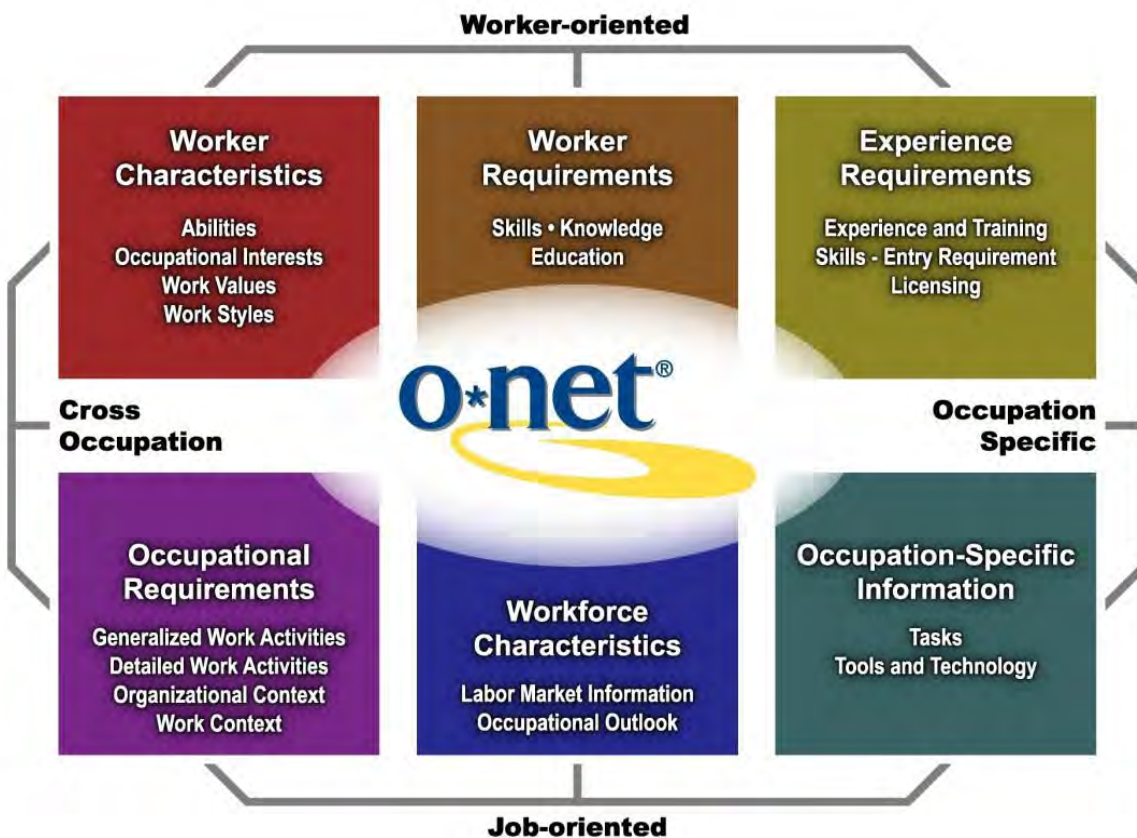 Worker-oriented
Worker
Characteristics
Abilities
Occupational Interests
Work Values
Work Styles
Worker
Requirements
Skills • Knowledge
Education
Experience
Requirements
Experience and Training
Skills - Entry Requirement
Licensing
Cross
Occupation
o*net®
Occupation
Specific
Occupational
Requirements
Generalized Work Activities
Detailed Work Activities
Organizational Context
Work Context
Workforce
Characteristics
Labor Market Information
Occupational Outlook
Occupation-Specific
Information
Tasks
Tools and Technology
Job-oriented